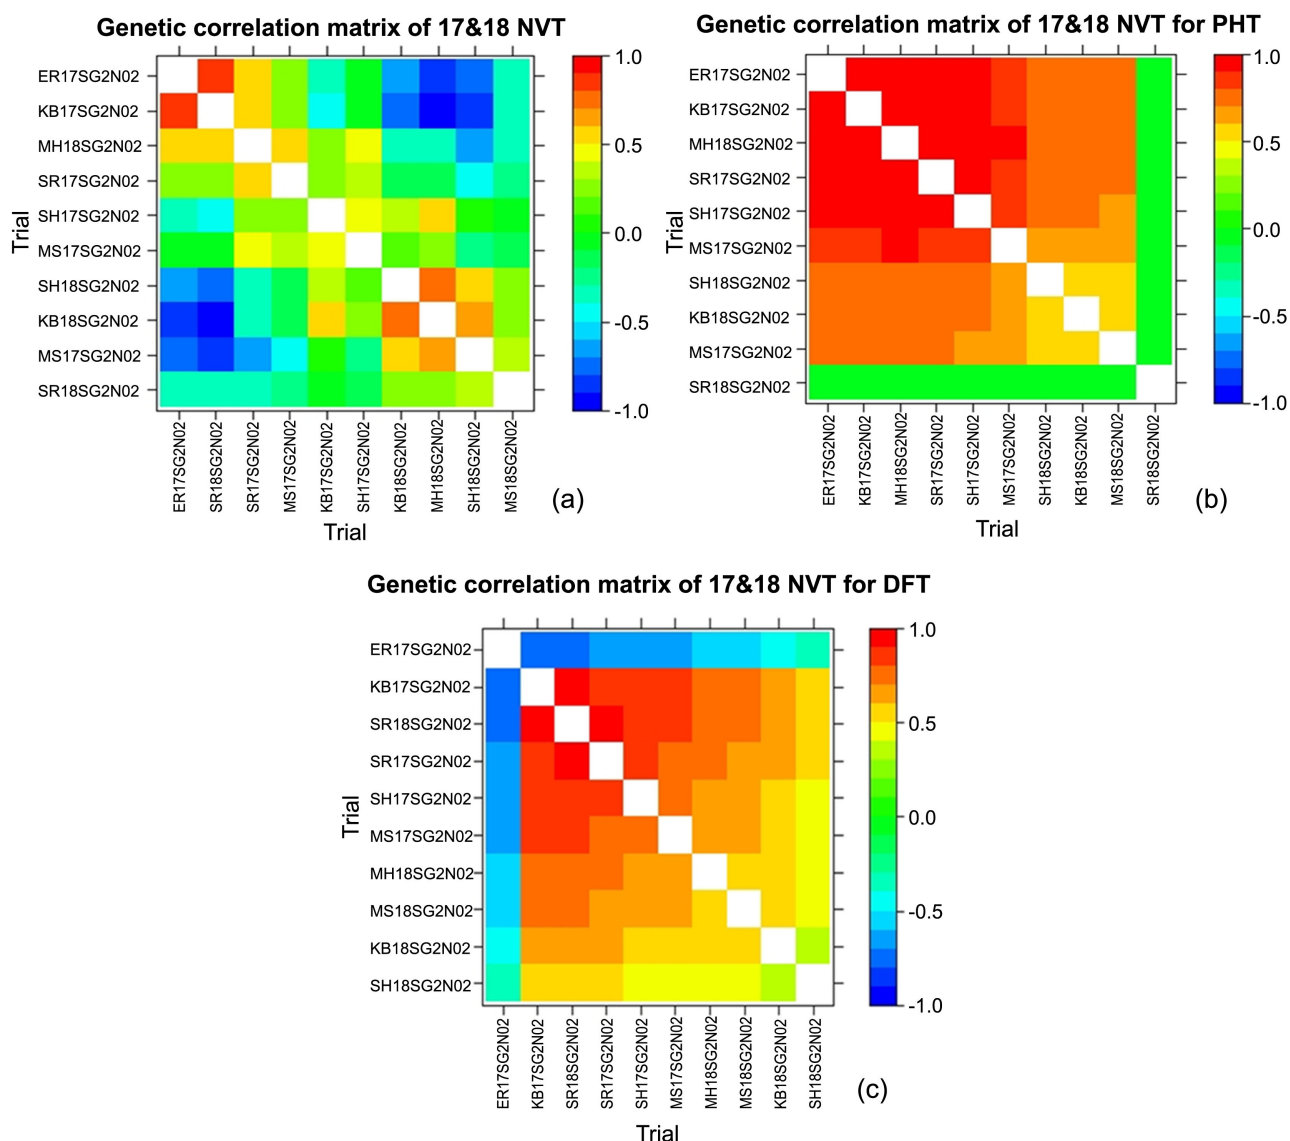 Genetic correlation matrix of 17&18 NVT
ER17SG2N02
KB17SG2N02
MH18SG2N02
SR17SG2N02
SH17SG2N02
MS17SG2N02
SH18SG2N02
KB18SG2N02
MS17SG2N02
SR18SG2N02
Trial
ER17SG2N02
SR18SG2N02
SR17SG2N02
MS17SG2N02
KB17SG2N02
SH17SG2N02
KB18SG2N02
MH18SG2N02
SH18SG2N02
MS18SG2N02
Trial
1.0
0.5
0.0
-0.5
-1.0
(a)
Genetic correlation matrix of 17&18 NVT for PHT
ER17SG2N02
KB17SG2N02
MH18SG2N02
SR17SG2N02
SH17SG2N02
MS17SG2N02
SH18SG2N02
KB18SG2N02
MS17SG2N02
SR18SG2N02
Trial
ER17SG2N02
KB17SG2N02
MH18SG2N02
SR17SG2N02
SH17SG2N02
MS17SG2N02
SH18SG2N02
KB18SG2N02
MS18SG2N02
SR18SG2N02
Trial
1.0
0.5
0.0
-0.5
-1.0
(b)
Genetic correlation matrix of 17&18 NVT for DFT
ER17SG2N02
KB17SG2N02
SR18SG2N02
SR17SG2N02
SH17SG2N02
MS17SG2N02
MH18SG2N02
MS18SG2N02
KB18SG2N02
SH18SG2N02
Trial
ER17SG2N02
KB17SG2N02
SR18SG2N02
SR17SG2N02
SH17SG2N02
MS17SG2N02
MH18SG2N02
MS18SG2N02
KB18SG2N02
SH18SG2N02
Trial
1.0
0.5
0.0
-0.5
-1.0
(c)